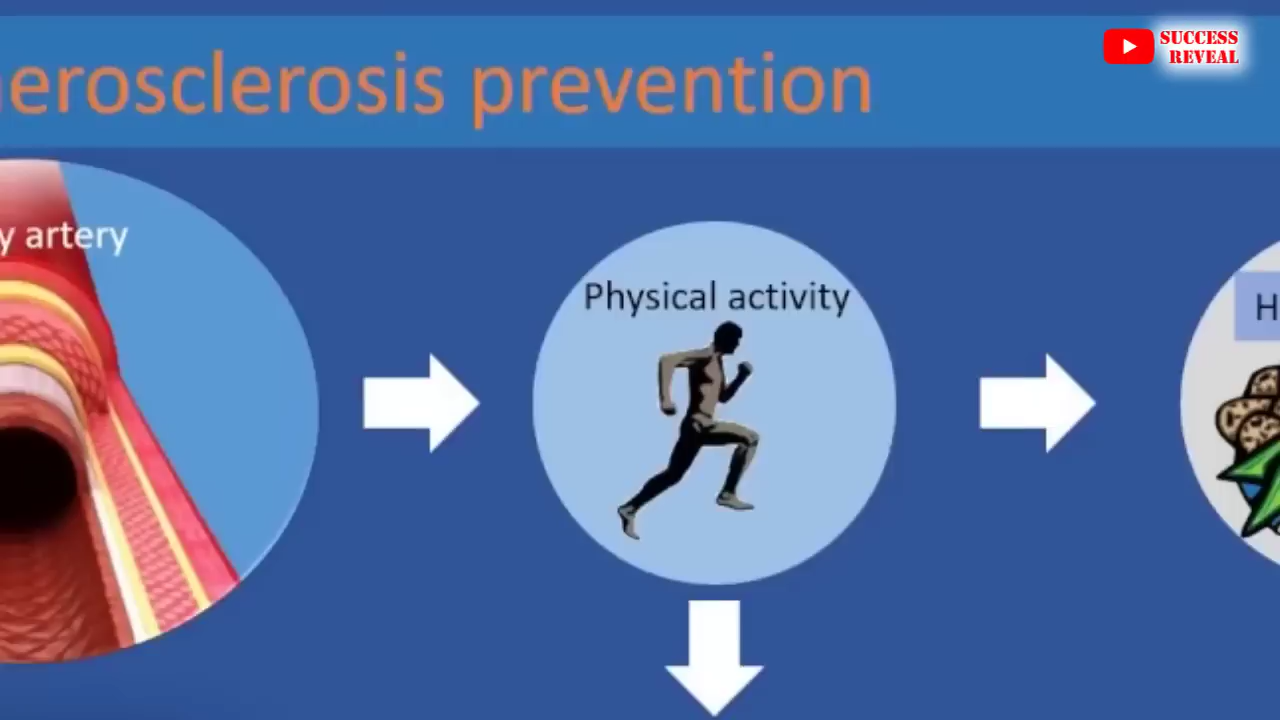 erosclerosis prevention
SUCCESS
REVEAL
y artery
Physical activity
H